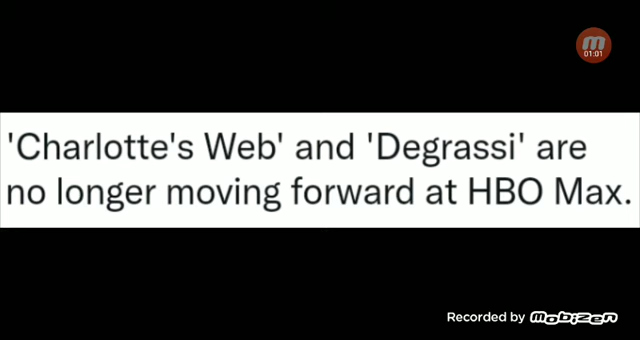 01:01
'Charlotte's Web' and 'Degrassi' are
no longer moving forward at HBO Max.
Recorded by mobizen